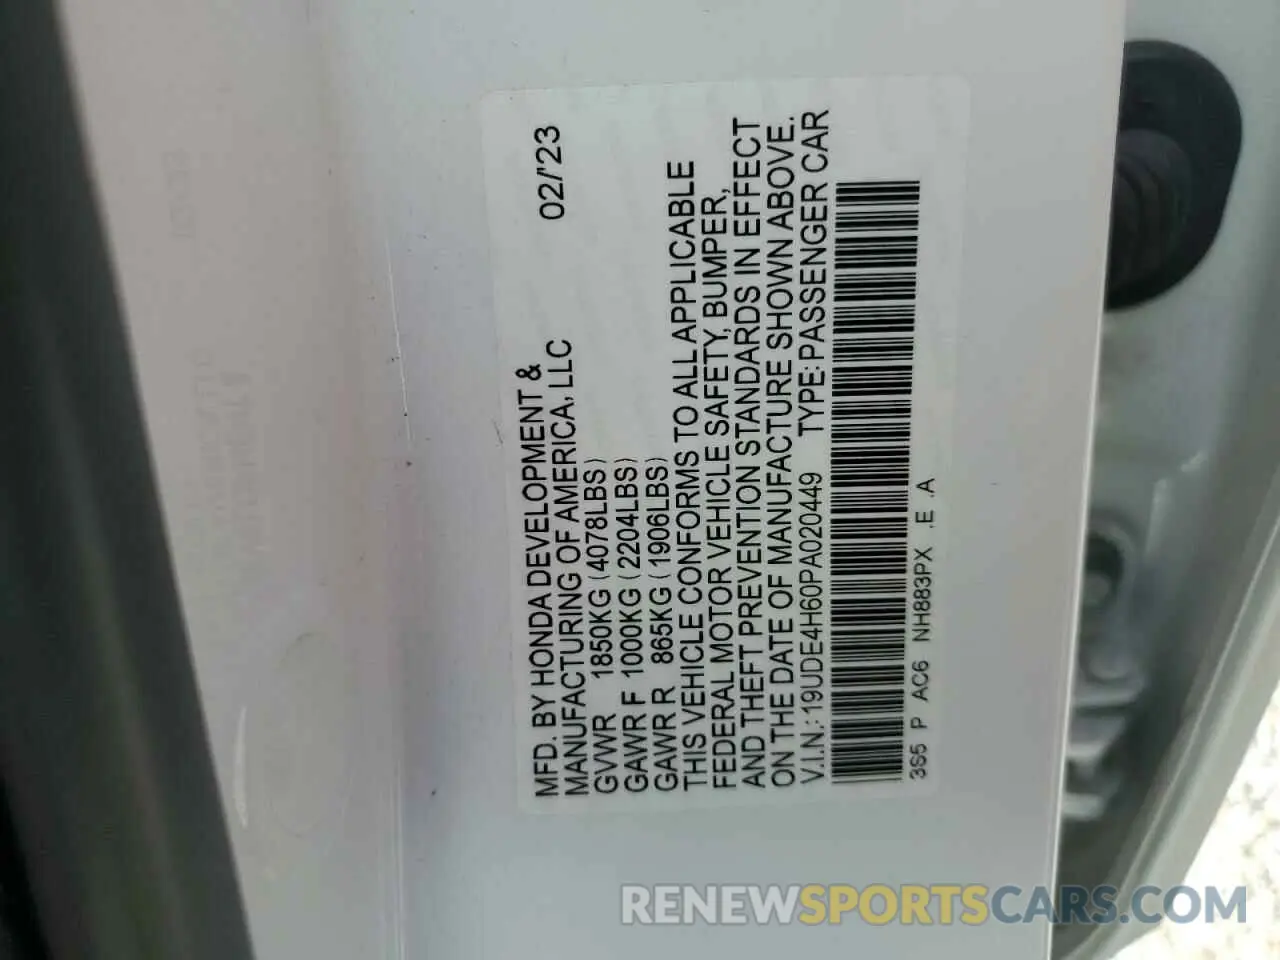 MFD. BY HONDA DEVELOPMENT &
MANUFACTURING OF AMERICA, LLC 02/'23
GVWR 1850KG (4078LBS)
GAWR F 1000KG (2204LBS)
GAWR R 865KG (1906LBS)
THIS VEHICLE CONFORMS TO ALL APPLICABLE
FEDERAL MOTOR VEHICLE SAFETY, BUMPER,
AND THEFT PREVENTION STANDARDS IN EFFECT
ON THE DATE OF MANUFACTURE SHOWN ABOVE.
V.I.N.: 19UDE4H60PA020449 TYPE: PASSENGER CAR
3S5 P AC6 NH883PX .E .A
RENEWSPORTSCARS.COM